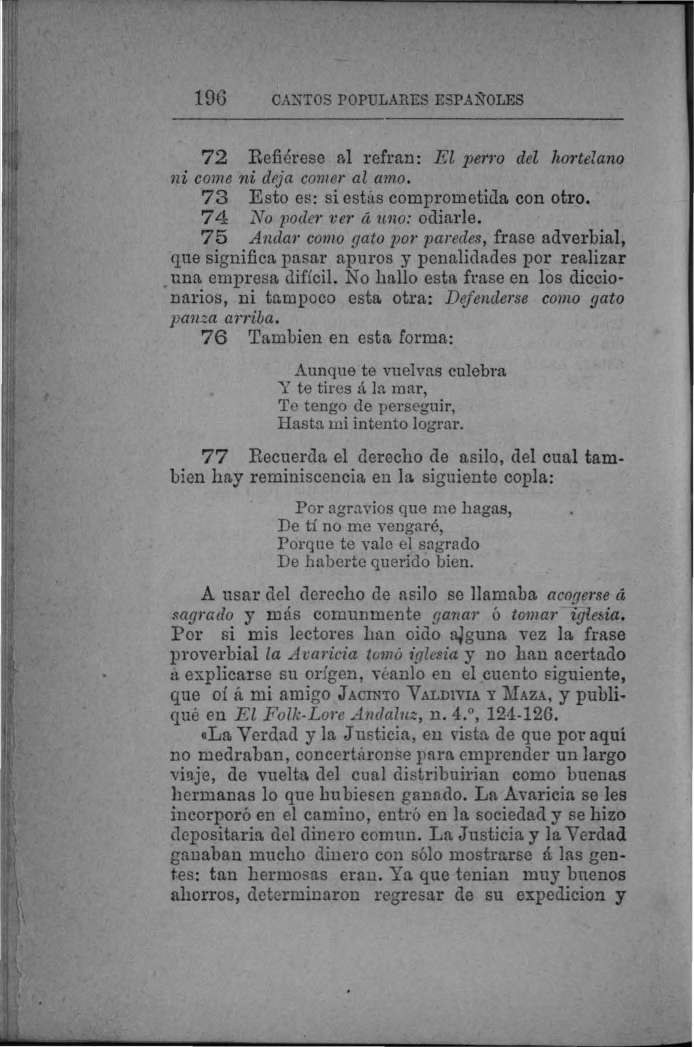 196 CANTOS POPULARES ESPAÑOLES
72 Refiérese al refran: El perro del hortelano
ni come ni deja comer al amo.
73 Esto es: si estás comprometida con otro.
74 No poder ver á uno: odiarle.
75 Andar como gato por paredes, frase adverbial,
que significa pasar apuros y penalidades por realizar
una empresa difícil. No hallo esta frase en los diccio-
narios, ni tampoco esta otra: Defenderse como gato
panza arriba.
76 Tambien en esta forma:
Aunque te vuelvas culebra
Y te tires á la mar,
Te tengo de perseguir,
Hasta mi intento lograr.
77 Recuerda el derecho de asilo, del cual tam-
bien hay reminiscencia en la siguiente copla:
Por agravios que me hagas,
De tí no me vengaré,
Porque te vale el sagrado
De haberte querido bien.
A usar del derecho de asilo se llamaba acogerse á
sagrado y más comunmente ganar ó tomar iglesia.
Por si mis lectores han oido alguna vez la frase
proverbial la Avaricia tomó iglesia y no han acertado
á explicarse su orígen, véanlo en el cuento siguiente,
que oí á mi amigo JACINTO VALDIVIA Y MAZA, y publi-
qué en El Folk-Lore Andaluz, n. 4.º, 124-126.
«La Verdad y la Justicia, en vista de que por aquí
no medraban, concertáronse para emprender un largo
viaje, de vuelta del cual distribuirian como buenas
hermanas lo que hubiesen ganado. La Avaricia se les
incorporó en el camino, entró en la sociedad y se hizo
depositaria del dinero comun. La Justicia y la Verdad
ganaban mucho dinero con sólo mostrarse á las gen-
tes: tan hermosas eran. Ya que tenian muy buenos
ahorros, determinaron regresar de su expedicion y